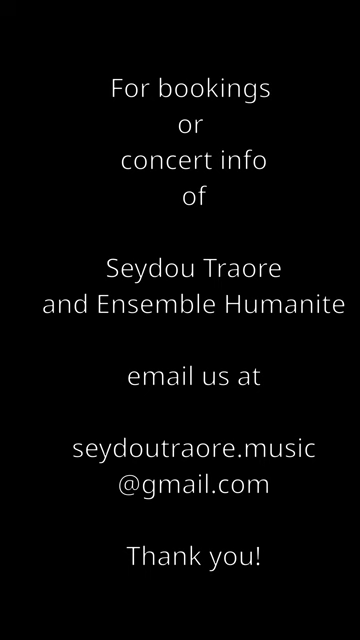 For bookings
or
concert info
of
Seydou Traore
and Ensemble Humanite
email us at
seydoutraore.music
@gmail.com
Thank you!